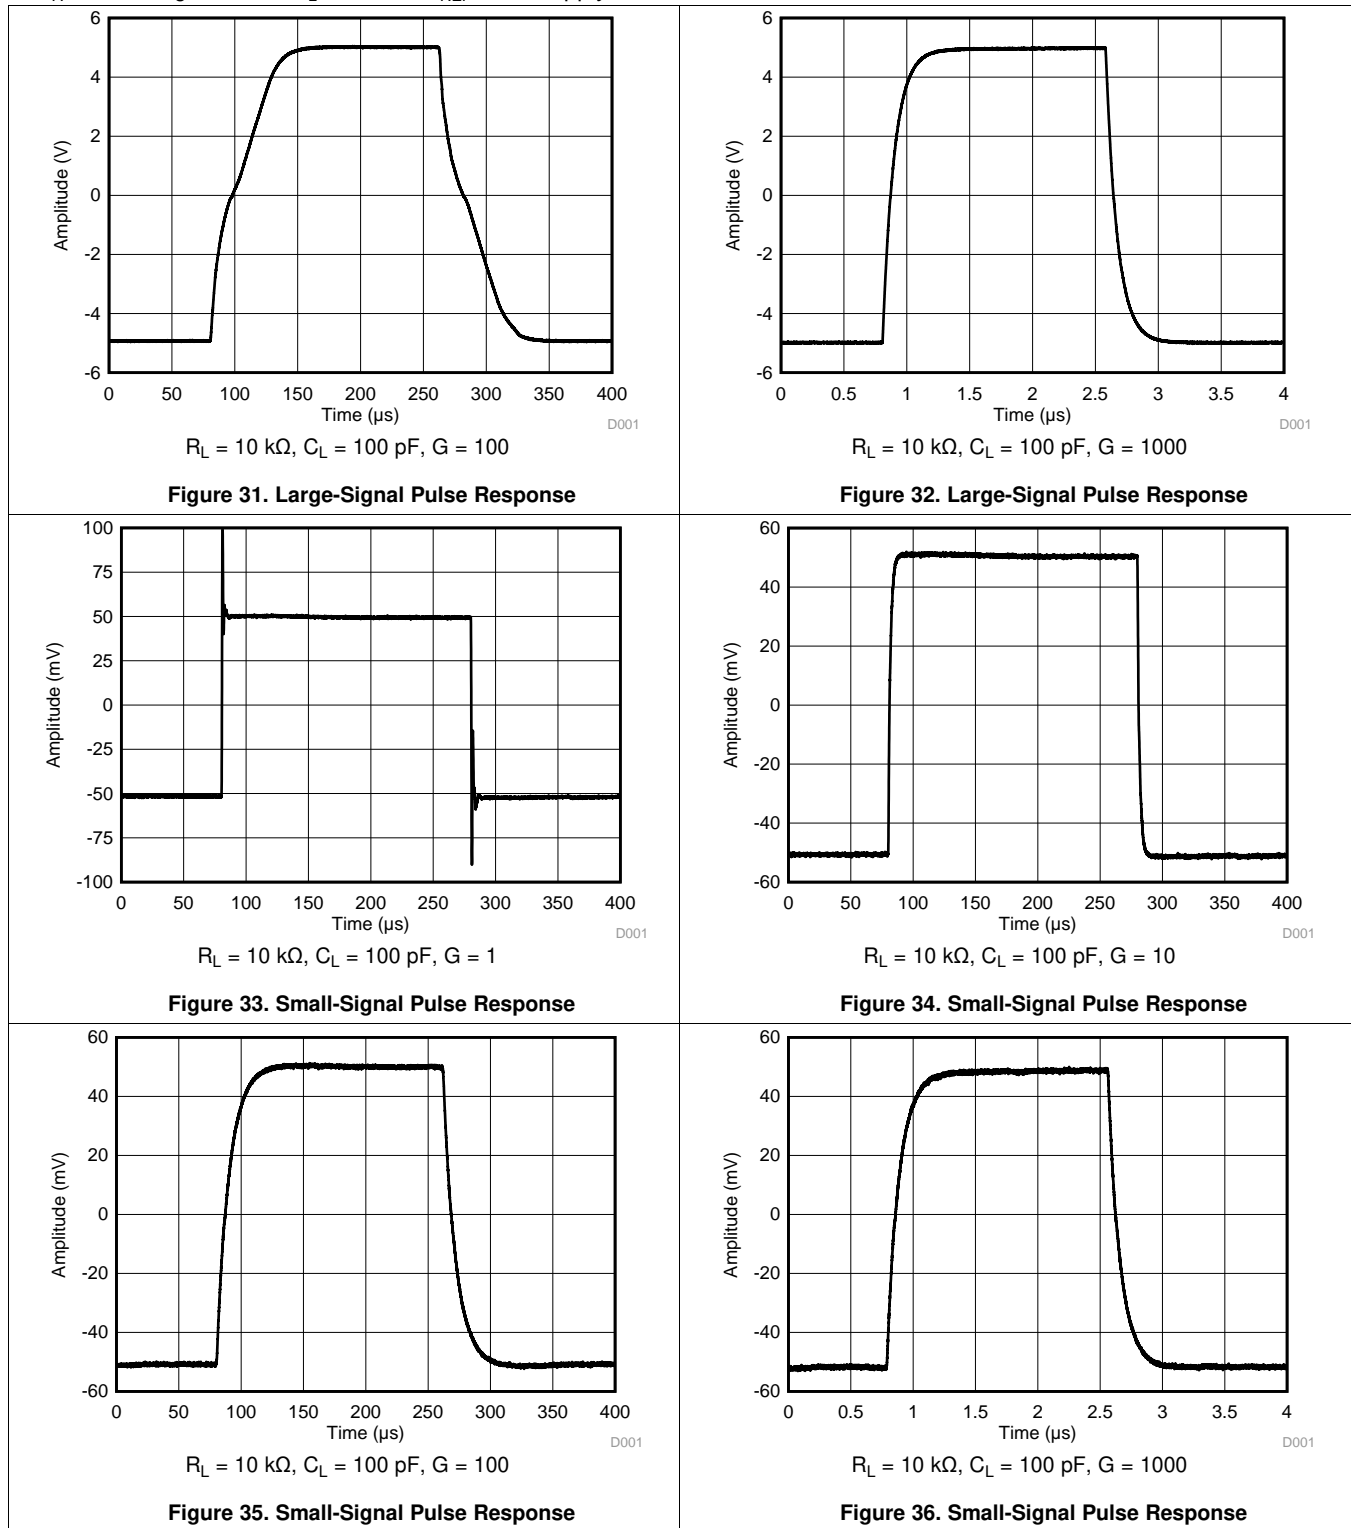 6
4
2
0
-2
-4
-6
Amplitude (V)
0 50 100 150 200 250 300 350 400
Time (µs)
D001
R_L = 10 kΩ, C_L = 100 pF, G = 100
Figure 31. Large-Signal Pulse Response
6
4
2
0
-2
-4
-6
Amplitude (V)
0 0.5 1 1.5 2 2.5 3 3.5 4
Time (µs)
D001
R_L = 10 kΩ, C_L = 100 pF, G = 1000
Figure 32. Large-Signal Pulse Response
100
75
50
25
0
-25
-50
-75
-100
Amplitude (mV)
0 50 100 150 200 250 300 350 400
Time (µs)
D001
R_L = 10 kΩ, C_L = 100 pF, G = 1
Figure 33. Small-Signal Pulse Response
60
40
20
0
-20
-40
-60
Amplitude (mV)
0 50 100 150 200 250 300 350 400
Time (µs)
D001
R_L = 10 kΩ, C_L = 100 pF, G = 10
Figure 34. Small-Signal Pulse Response
60
40
20
0
-20
-40
-60
Amplitude (mV)
0 50 100 150 200 250 300 350 400
Time (µs)
D001
R_L = 10 kΩ, C_L = 100 pF, G = 100
Figure 35. Small-Signal Pulse Response
60
40
20
0
-20
-40
-60
Amplitude (mV)
0 0.5 1 1.5 2 2.5 3 3.5 4
Time (µs)
D001
R_L = 10 kΩ, C_L = 100 pF, G = 1000
Figure 36. Small-Signal Pulse Response